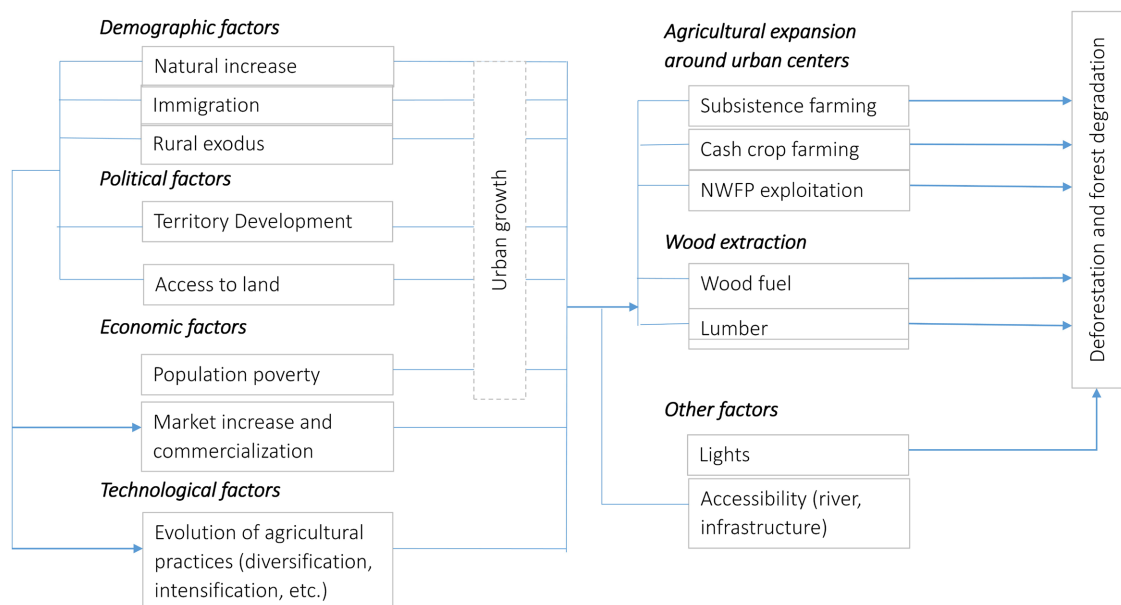 Demographic factors
Natural increase
Immigration
Rural exodus
Political factors
Territory Development
Access to land
Economic factors
Population poverty
Market increase and
commercialization
Technological factors
Evolution of agricultural
practices (diversification,
intensification, etc.)
Urban growth
Agricultural expansion
around urban centers
Subsistence farming
Cash crop farming
NWFP exploitation
Wood extraction
Wood fuel
Lumber
Other factors
Lights
Accessibility (river,
infrastructure)
Deforestation and forest degradation